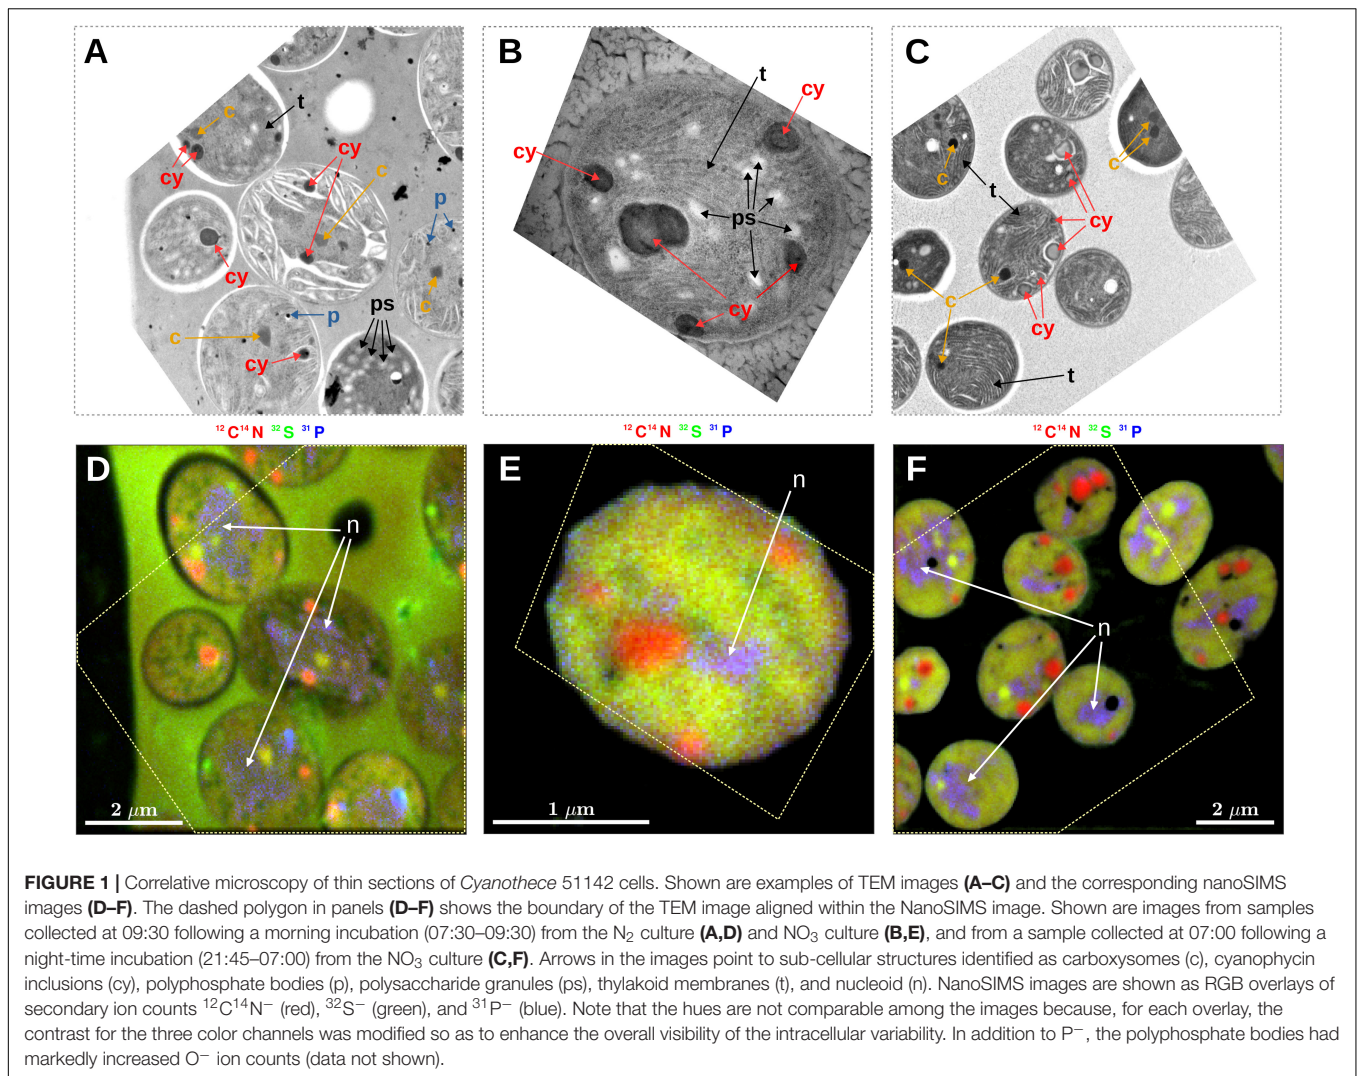 A
B
C
c
t
cy
cy
c
p
cy
c
p
c
cy
ps
t
cy
cy
ps
cy
c
c
t
cy
c
cy
t
12C14N 32S 31P
12C14N 32S 31P
12C14N 32S 31P
D
n
2 μm
E
n
1 μm
F
n
2 μm
FIGURE 1 | Correlative microscopy of thin sections of Cyanothece 51142 cells. Shown are examples of TEM images (A–C) and the corresponding nanoSIMS
images (D–F). The dashed polygon in panels (D–F) shows the boundary of the TEM image aligned within the NanoSIMS image. Shown are images from samples
collected at 09:30 following a morning incubation (07:30–09:30) from the N2 culture (A,D) and NO3 culture (B,E), and from a sample collected at 07:00 following a
night-time incubation (21:45–07:00) from the NO3 culture (C,F). Arrows in the images point to sub-cellular structures identified as carboxysomes (c), cyanophycin
inclusions (cy), polyphosphate bodies (p), polysaccharide granules (ps), thylakoid membranes (t), and nucleoid (n). NanoSIMS images are shown as RGB overlays of
secondary ion counts 12C14N− (red), 32S− (green), and 31P− (blue). Note that the hues are not comparable among the images because, for each overlay, the
contrast for the three color channels was modified so as to enhance the overall visibility of the intracellular variability. In addition to P−, the polyphosphate bodies had
markedly increased O− ion counts (data not shown).